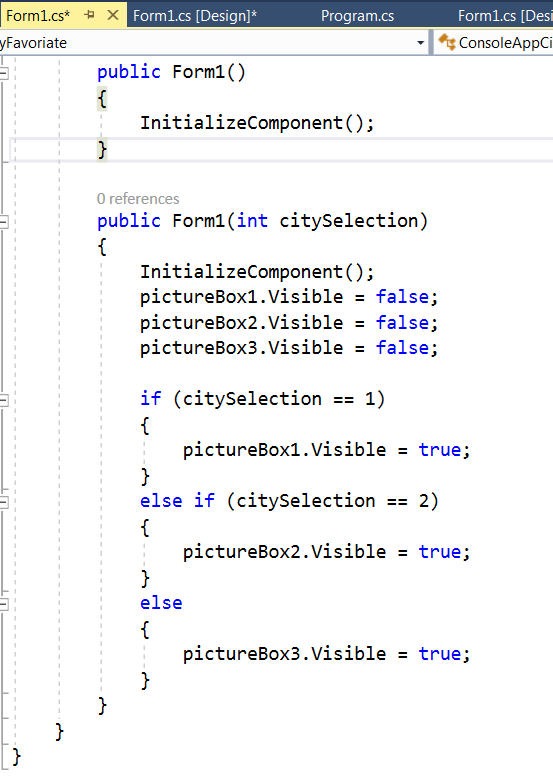 Form1.cs* Form1.cs [Design]* Program.cs Form1.cs [Desi
yFavoriate ConsoleAppCi
public Form1()
{
InitializeComponent();
}
0 references
public Form1(int citySelection)
{
InitializeComponent();
pictureBox1.Visible = false;
pictureBox2.Visible = false;
pictureBox3.Visible = false;
if (citySelection == 1)
{
pictureBox1.Visible = true;
}
else if (citySelection == 2)
{
pictureBox2.Visible = true;
}
else
{
pictureBox3.Visible = true;
}
}
}
}